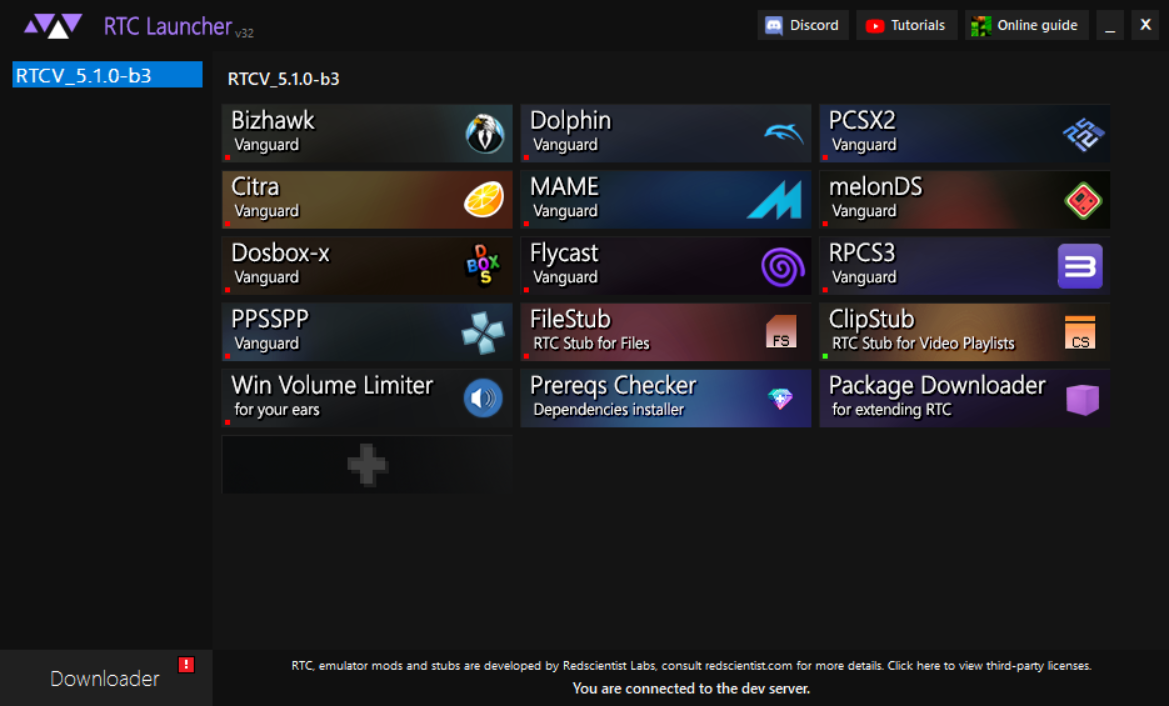 RTC Launcher v32
Discord
Tutorials
Online guide
_
X
RTCV_5.1.0-b3
RTCV_5.1.0-b3
Bizhawk
Vanguard
Dolphin
Vanguard
PCSX2
Vanguard
Citra
Vanguard
MAME
Vanguard
melonDS
Vanguard
Dosbox-x
Vanguard
DOS
BOX
Flycast
Vanguard
RPCS3
Vanguard
PPSSPP
Vanguard
FileStub
RTC Stub for Files
FS
ClipStub
RTC Stub for Video Playlists
CS
Win Volume Limiter
for your ears
Prereqs Checker
Dependencies installer
Package Downloader
for extending RTC
Downloader
!
RTC, emulator mods and stubs are developed by Redscientist Labs, consult redscientist.com for more details. Click here to view third-party licenses.
You are connected to the dev server.